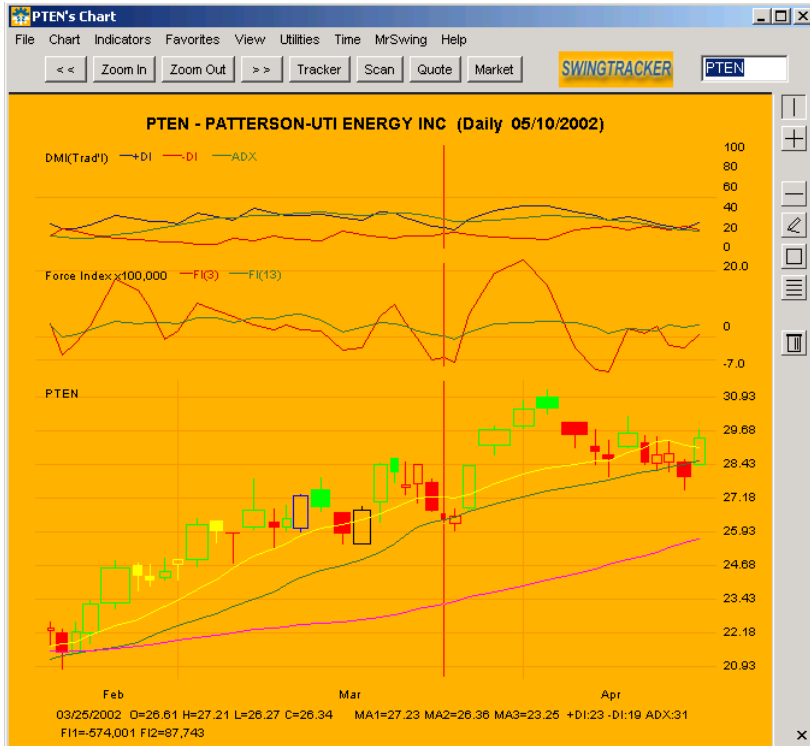 PTEN's Chart
File Chart Indicators Favorites View Utilities Time MrSwing Help
<< Zoom In Zoom Out >> Tracker Scan Quote Market SWINGTRACKER PTEN
PTEN - PATTERSON-UTI ENERGY INC (Daily 05/10/2002)
DMI(Trad'l) +DI -DI ADX
100
80
60
40
20
0
Force Index x100,000 FI(3) FI(13)
20.0
0
-7.0
PTEN
30.93
29.68
28.43
27.18
25.93
24.68
23.43
22.18
20.93
Feb Mar Apr
03/25/2002 O=26.61 H=27.21 L=26.27 C=26.34 MA1=27.23 MA2=26.36 MA3=23.25 +DI:23 -DI:19 ADX:31
FI1=-574,001 FI2=87,743